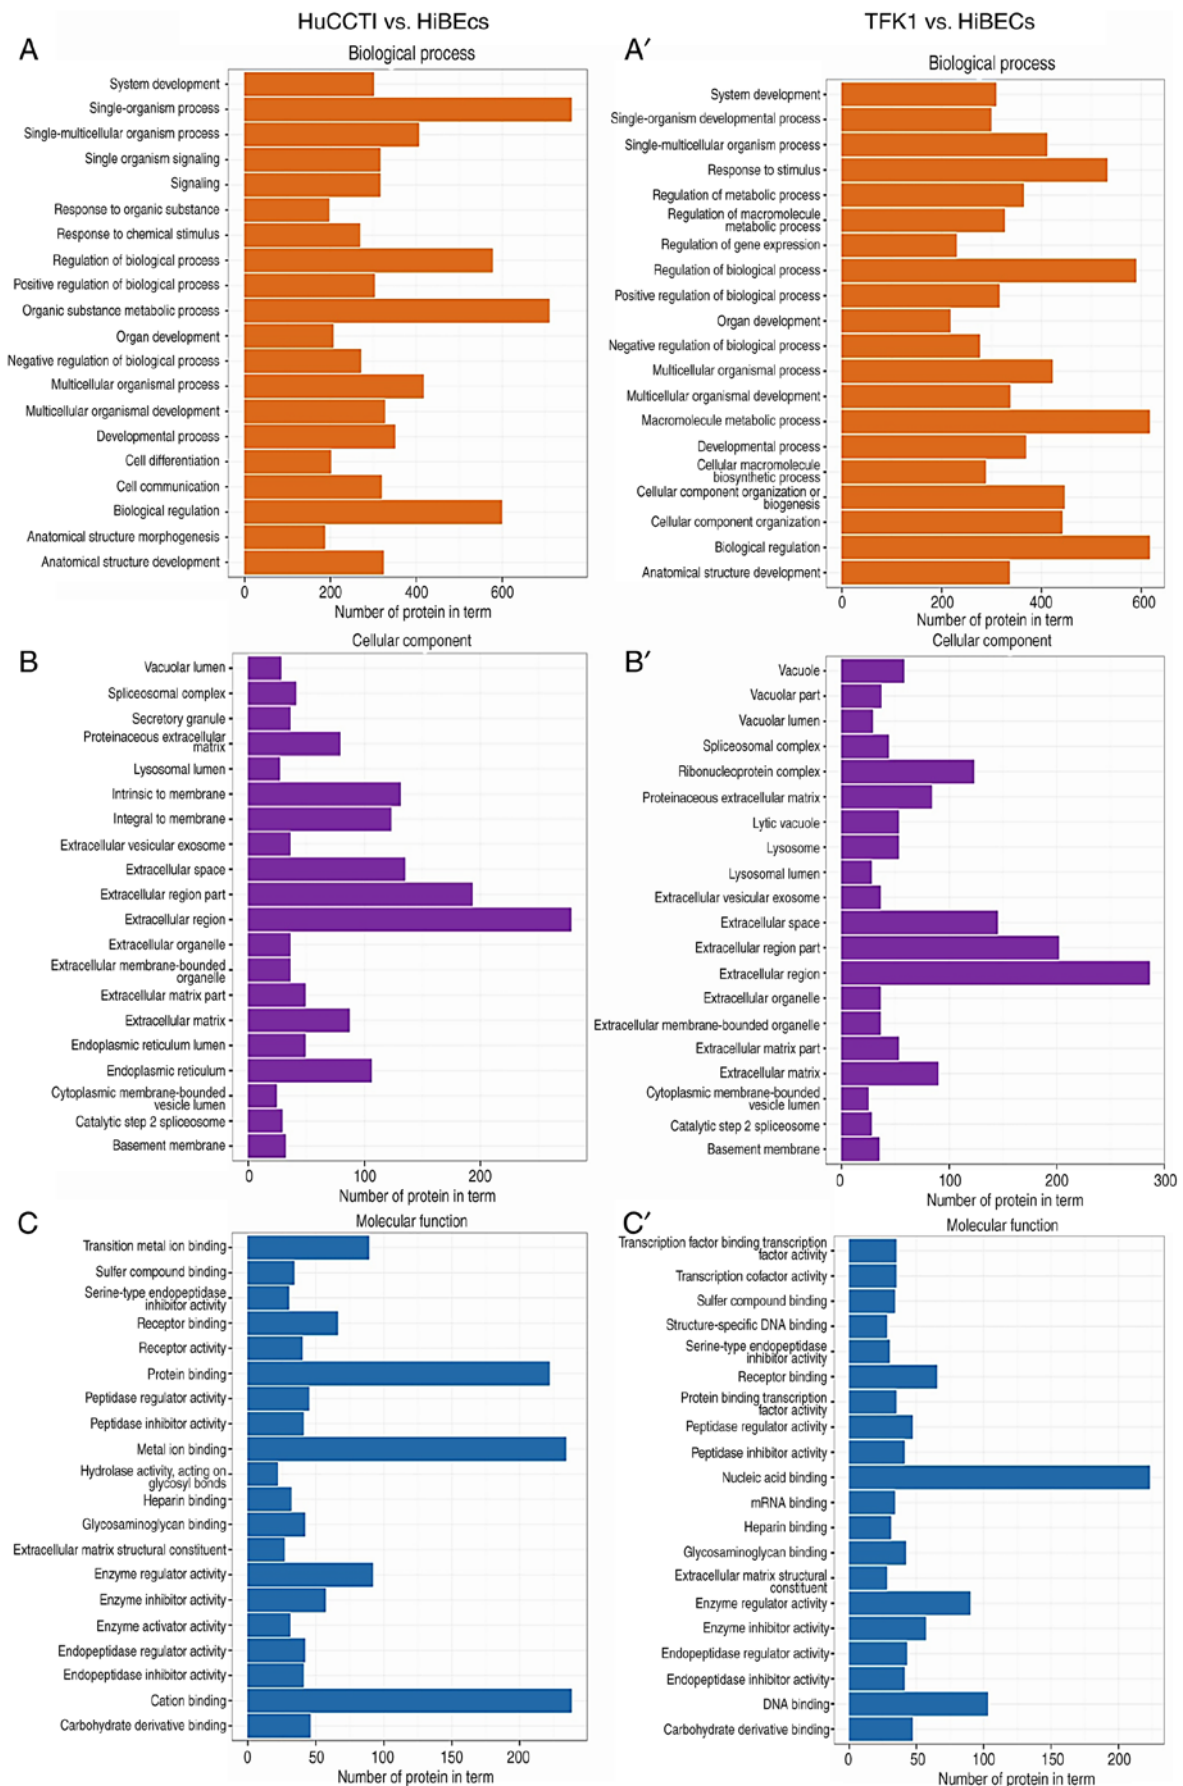 HuCCTI vs. HiBEcs
TFK1 vs. HiBECs
A
Biological process
System development
Single-organism process
Single-multicellular organism process
Single organism signaling
Signaling
Response to organic substance
Response to chemical stimulus
Regulation of biological process
Positive regulation of biological process
Organic substance metabolic process
Organ development
Negative regulation of biological process
Multicellular organismal process
Multicellular organismal development
Developmental process
Cell differentiation
Cell communication
Biological regulation
Anatomical structure morphogenesis
Anatomical structure development
0 200 400 600
Number of protein in term
A′
Biological process
System development
Single-organism developmental process
Single-multicellular organism process
Response to stimulus
Regulation of metabolic process
Regulation of macromolecule
metabolic process
Regulation of gene expression
Regulation of biological process
Positive regulation of biological process
Organ development
Negative regulation of biological process
Multicellular organismal process
Multicellular organismal development
Macromolecule metabolic process
Developmental process
Cellular macromolecule
biosynthetic process
Cellular component organization or
biogenesis
Cellular component organization
Biological regulation
Anatomical structure development
0 200 400 600
Number of protein in term
B
Cellular component
Vacuolar lumen
Spliceosomal complex
Secretory granule
Proteinaceous extracellular
matrix
Lysosomal lumen
Intrinsic to membrane
Integral to membrane
Extracellular vesicular exosome
Extracellular space
Extracellular region part
Extracellular region
Extracellular organelle
Extracellular membrane-bounded
organelle
Extracellular matrix part
Extracellular matrix
Endoplasmic reticulum lumen
Endoplasmic reticulum
Cytoplasmic membrane-bounded
vesicle lumen
Catalytic step 2 spliceosome
Basement membrane
0 100 200
Number of protein in term
B′
Cellular component
Vacuole
Vacuolar part
Vacuolar lumen
Spliceosomal complex
Ribonucleoprotein complex
Proteinaceous extracellular matrix
Lytic vacuole
Lysosome
Lysosomal lumen
Extracellular vesicular exosome
Extracellular space
Extracellular region part
Extracellular region
Extracellular organelle
Extracellular membrane-bounded organelle
Extracellular matrix part
Extracellular matrix
Cytoplasmic membrane-bounded
vesicle lumen
Catalytic step 2 spliceosome
Basement membrane
0 100 200 300
Number of protein in term
C
Molecular function
Transition metal ion binding
Sulfer compound binding
Serine-type endopeptidase
inhibitor activity
Receptor binding
Receptor activity
Protein binding
Peptidase regulator activity
Peptidase inhibitor activity
Metal ion binding
Hydrolase activity, acting on
glycosyl bonds
Heparin binding
Glycosaminoglycan binding
Extracellular matrix structural constituent
Enzyme regulator activity
Enzyme inhibitor activity
Enzyme activator activity
Endopeptidase regulator activity
Endopeptidase inhibitor activity
Cation binding
Carbohydrate derivative binding
0 50 100 150 200
Number of protein in term
C′
Molecular function
Transcription factor binding transcription
factor activity
Transcription cofactor activity
Sulfer compound binding
Structure-specific DNA binding
Serine-type endopeptidase
inhibitor activity
Receptor binding
Protein binding transcription
factor activity
Peptidase regulator activity
Peptidase inhibitor activity
Nucleic acid binding
mRNA binding
Heparin binding
Glycosaminoglycan binding
Extracellular matrix structural
constituent
Enzyme regulator activity
Enzyme inhibitor activity
Endopeptidase regulator activity
Endopeptidase inhibitor activity
DNA binding
Carbohydrate derivative binding
0 50 100 150 200
Number of protein in term